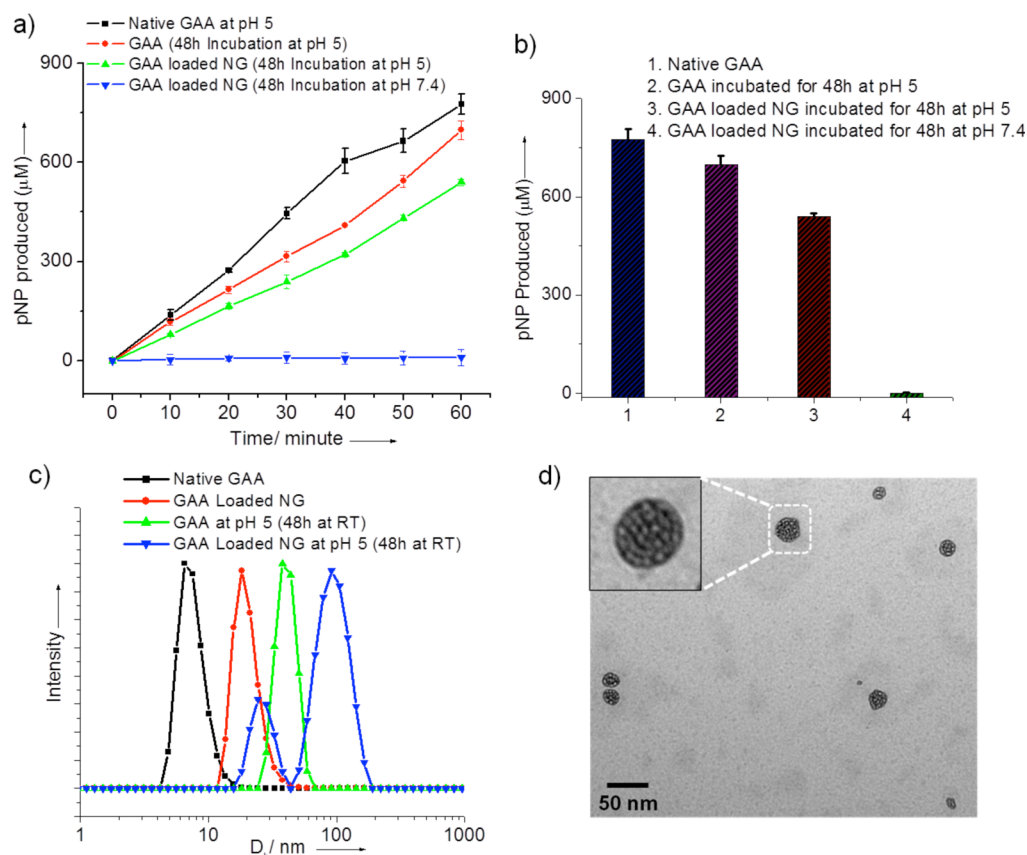 a)
Native GAA at pH 5
GAA (48h Incubation at pH 5)
GAA loaded NG (48h Incubation at pH 5)
GAA loaded NG (48h Incubation at pH 7.4)
900
600
300
0
pNP produced (μM)
0 10 20 30 40 50 60
Time/ minute
b)
1. Native GAA
2. GAA incubated for 48h at pH 5
3. GAA loaded NG incubated for 48h at pH 5
4. GAA loaded NG incubated for 48h at pH 7.4
900
600
300
0
pNP Produced (μM)
1 2 3 4
c)
Native GAA
GAA Loaded NG
GAA at pH 5 (48h at RT)
GAA Loaded NG at pH 5 (48h at RT)
Intensity
1 10 100 1000
D / nm
d)
50 nm